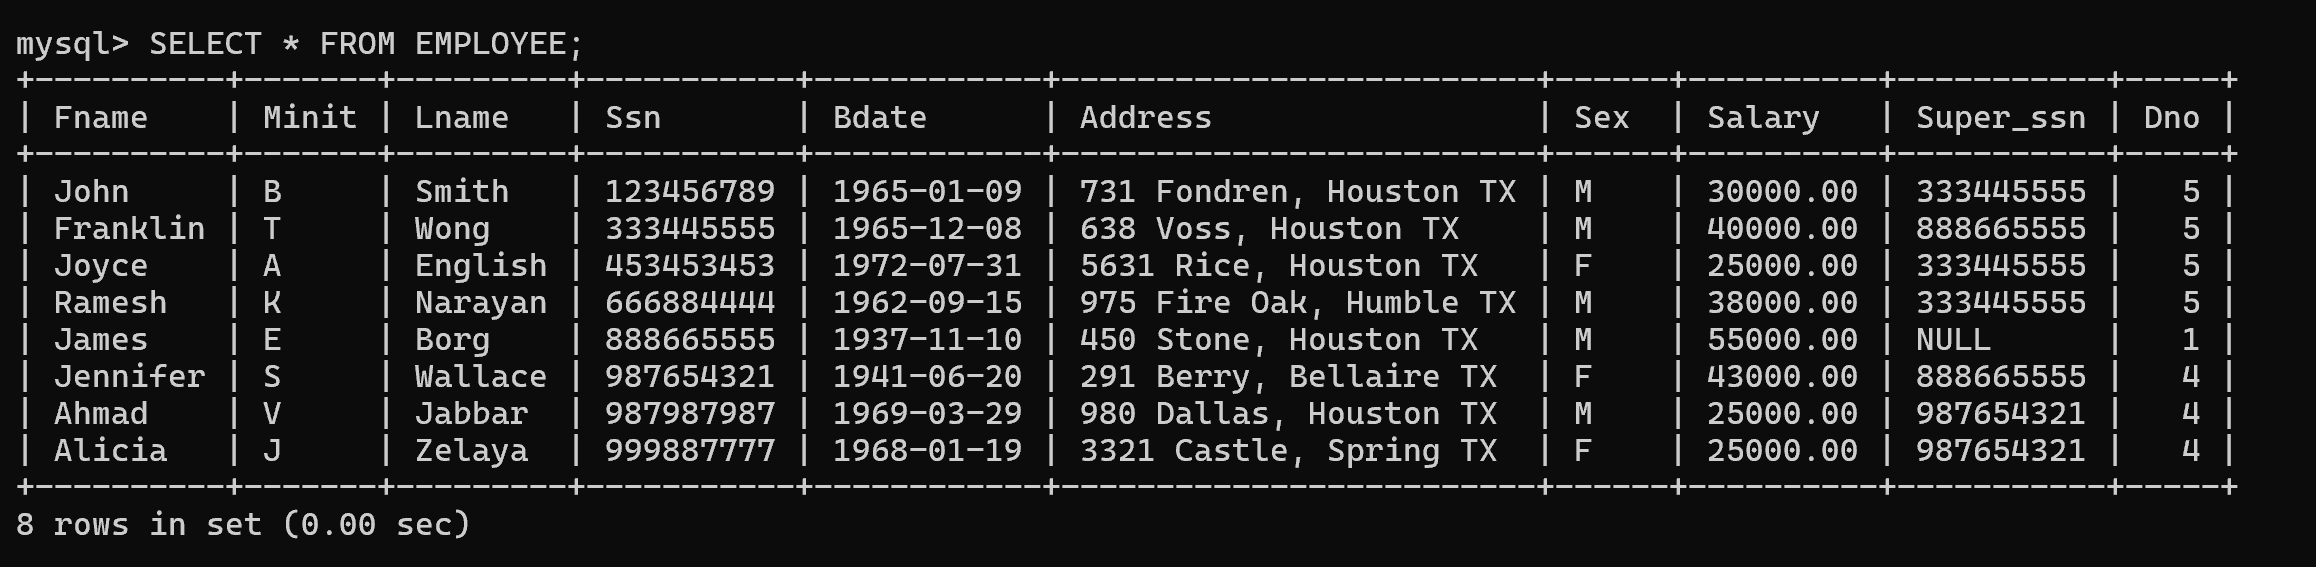 mysql> SELECT * FROM EMPLOYEE;
+-----------+-------+---------+-----------+------------+-------------------------+------+----------+-----------+-----+
| Fname     | Minit | Lname   | Ssn       | Bdate      | Address                 | Sex  | Salary   | Super_ssn | Dno |
+-----------+-------+---------+-----------+------------+-------------------------+------+----------+-----------+-----+
| John      | B     | Smith   | 123456789 | 1965-01-09 | 731 Fondren, Houston TX | M    | 30000.00 | 333445555 |   5 |
| Franklin  | T     | Wong    | 333445555 | 1965-12-08 | 638 Voss, Houston TX    | M    | 40000.00 | 888665555 |   5 |
| Joyce     | A     | English | 453453453 | 1972-07-31 | 5631 Rice, Houston TX   | F    | 25000.00 | 333445555 |   5 |
| Ramesh    | K     | Narayan | 666884444 | 1962-09-15 | 975 Fire Oak, Humble TX | M    | 38000.00 | 333445555 |   5 |
| James     | E     | Borg    | 888665555 | 1937-11-10 | 450 Stone, Houston TX   | M    | 55000.00 | NULL      |   1 |
| Jennifer  | S     | Wallace | 987654321 | 1941-06-20 | 291 Berry, Bellaire TX  | F    | 43000.00 | 888665555 |   4 |
| Ahmad     | V     | Jabbar  | 987987987 | 1969-03-29 | 980 Dallas, Houston TX  | M    | 25000.00 | 987654321 |   4 |
| Alicia    | J     | Zelaya  | 999887777 | 1968-01-19 | 3321 Castle, Spring TX  | F    | 25000.00 | 987654321 |   4 |
+-----------+-------+---------+-----------+------------+-------------------------+------+----------+-----------+-----+
8 rows in set (0.00 sec)